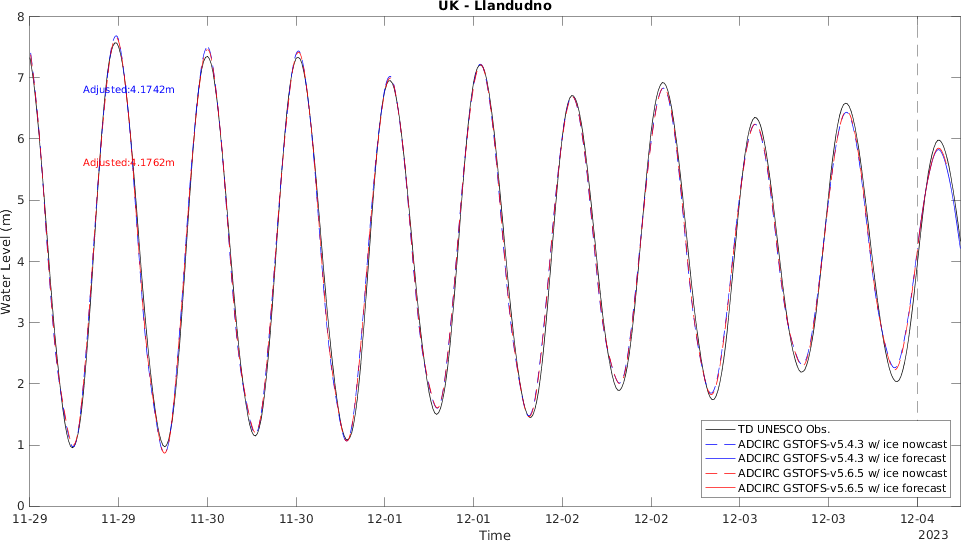 UK - Llandudno
8
7
6
5
4
3
2
1
0
Water Level (m)
Adjusted:4.1742m
Adjusted:4.1762m
TD UNESCO Obs.
ADCIRC GSTOFS-v5.4.3 w/ ice nowcast
ADCIRC GSTOFS-v5.4.3 w/ ice forecast
ADCIRC GSTOFS-v5.6.5 w/ ice nowcast
ADCIRC GSTOFS-v5.6.5 w/ ice forecast
11-29 11-29 11-30 11-30 12-01 12-01 12-02 12-02 12-03 12-03 12-04
Time
2023